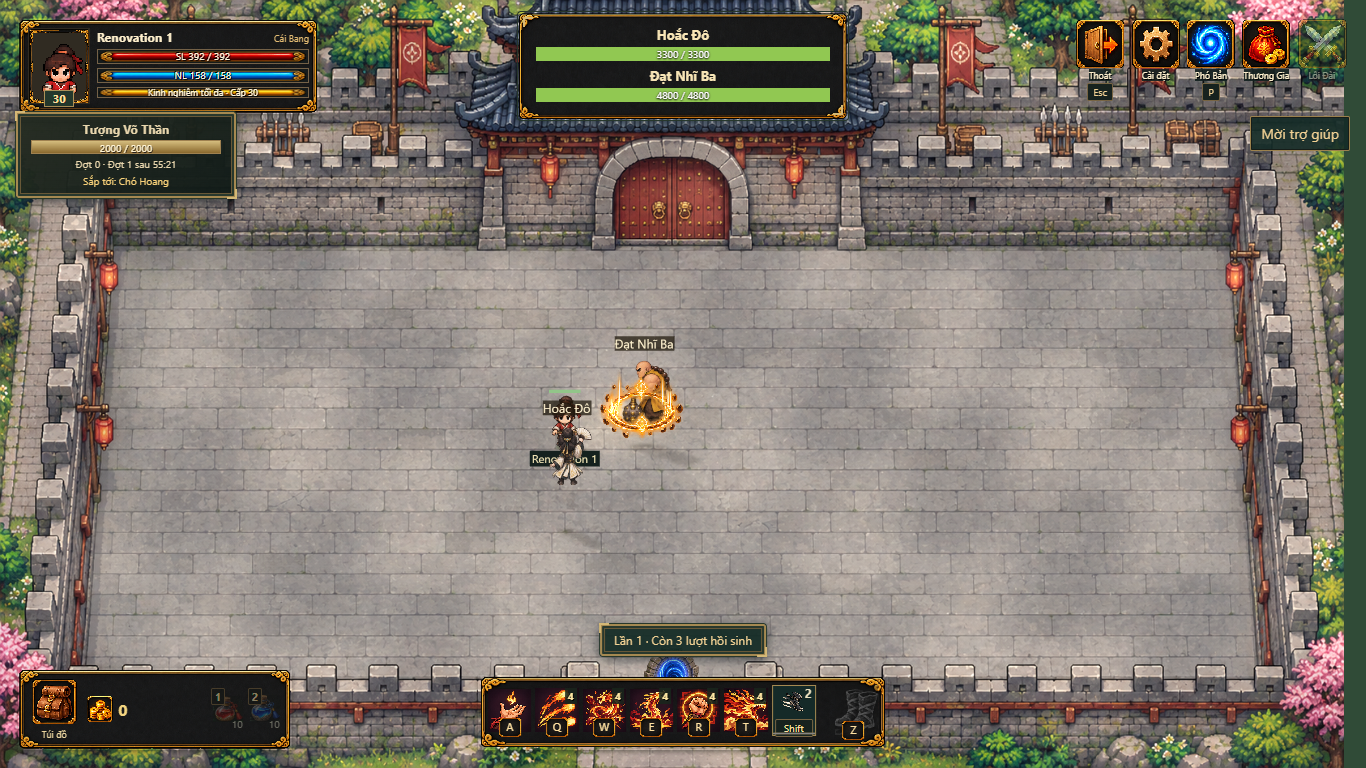 Renovation 1
Cái Bang
SL 392 / 392
NL 158 / 158
Kinh nghiệm tối đa · Cấp 30
30
Tượng Võ Thần
2000 / 2000
Đợt 0 · Đợt 1 sau 55:21
Sắp tới: Chó Hoang
Hoắc Đô
3300 / 3300
Đạt Nhĩ Ba
4800 / 4800
Thoát
Cài đặt
Phó Bản
Thương Gia
Lôi Đài
Esc
P
Mời trợ giúp
Đạt Nhĩ Ba
Hoắc Đô
Renovation 1
Lần 1 · Còn 3 lượt hồi sinh
Túi đồ
0
1
10
2
10
A
4
Q
4
W
4
E
4
R
4
T
2
Shift
Z